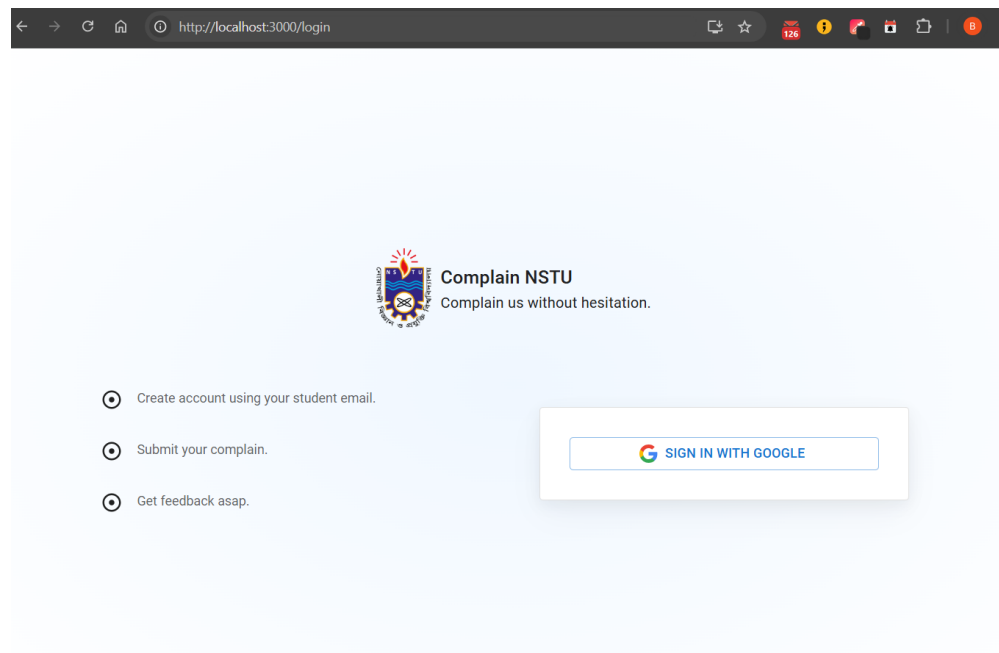 http://localhost:3000/login
126
B
NSTU
Complain NSTU
Complain us without hesitation.
Create account using your student email.
Submit your complain.
Get feedback asap.
SIGN IN WITH GOOGLE